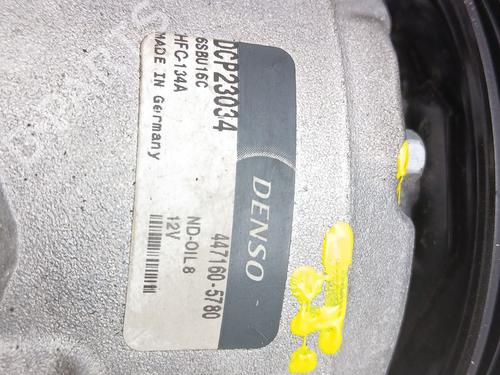 DCP23034
6SBU16C
HFC-134A
MADE IN Germany
DENSO
447160-5780
ND-OIL 8
12V